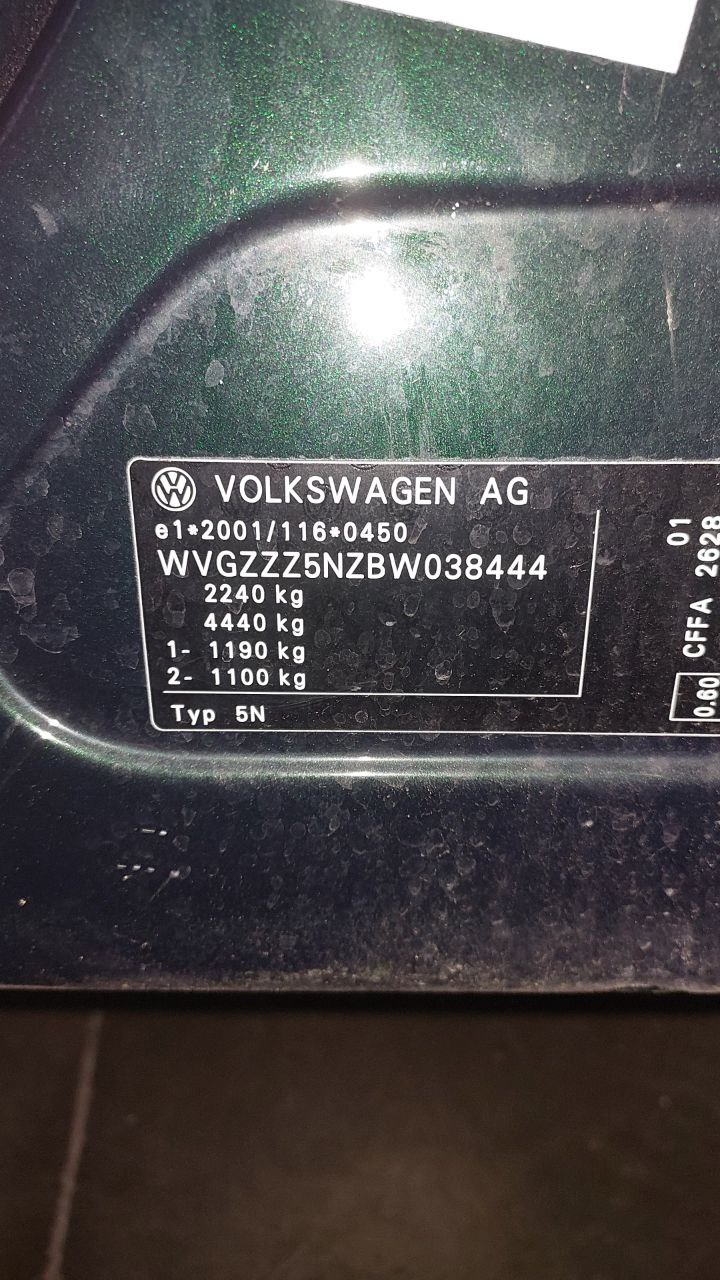 VOLKSWAGEN AG
e1*2001/116*0450
WVGZZZ5NZBW038444
2240 kg
4440 kg
1- 1190 kg
2- 1100 kg
Typ 5N
01
CFFA 2628
0.60